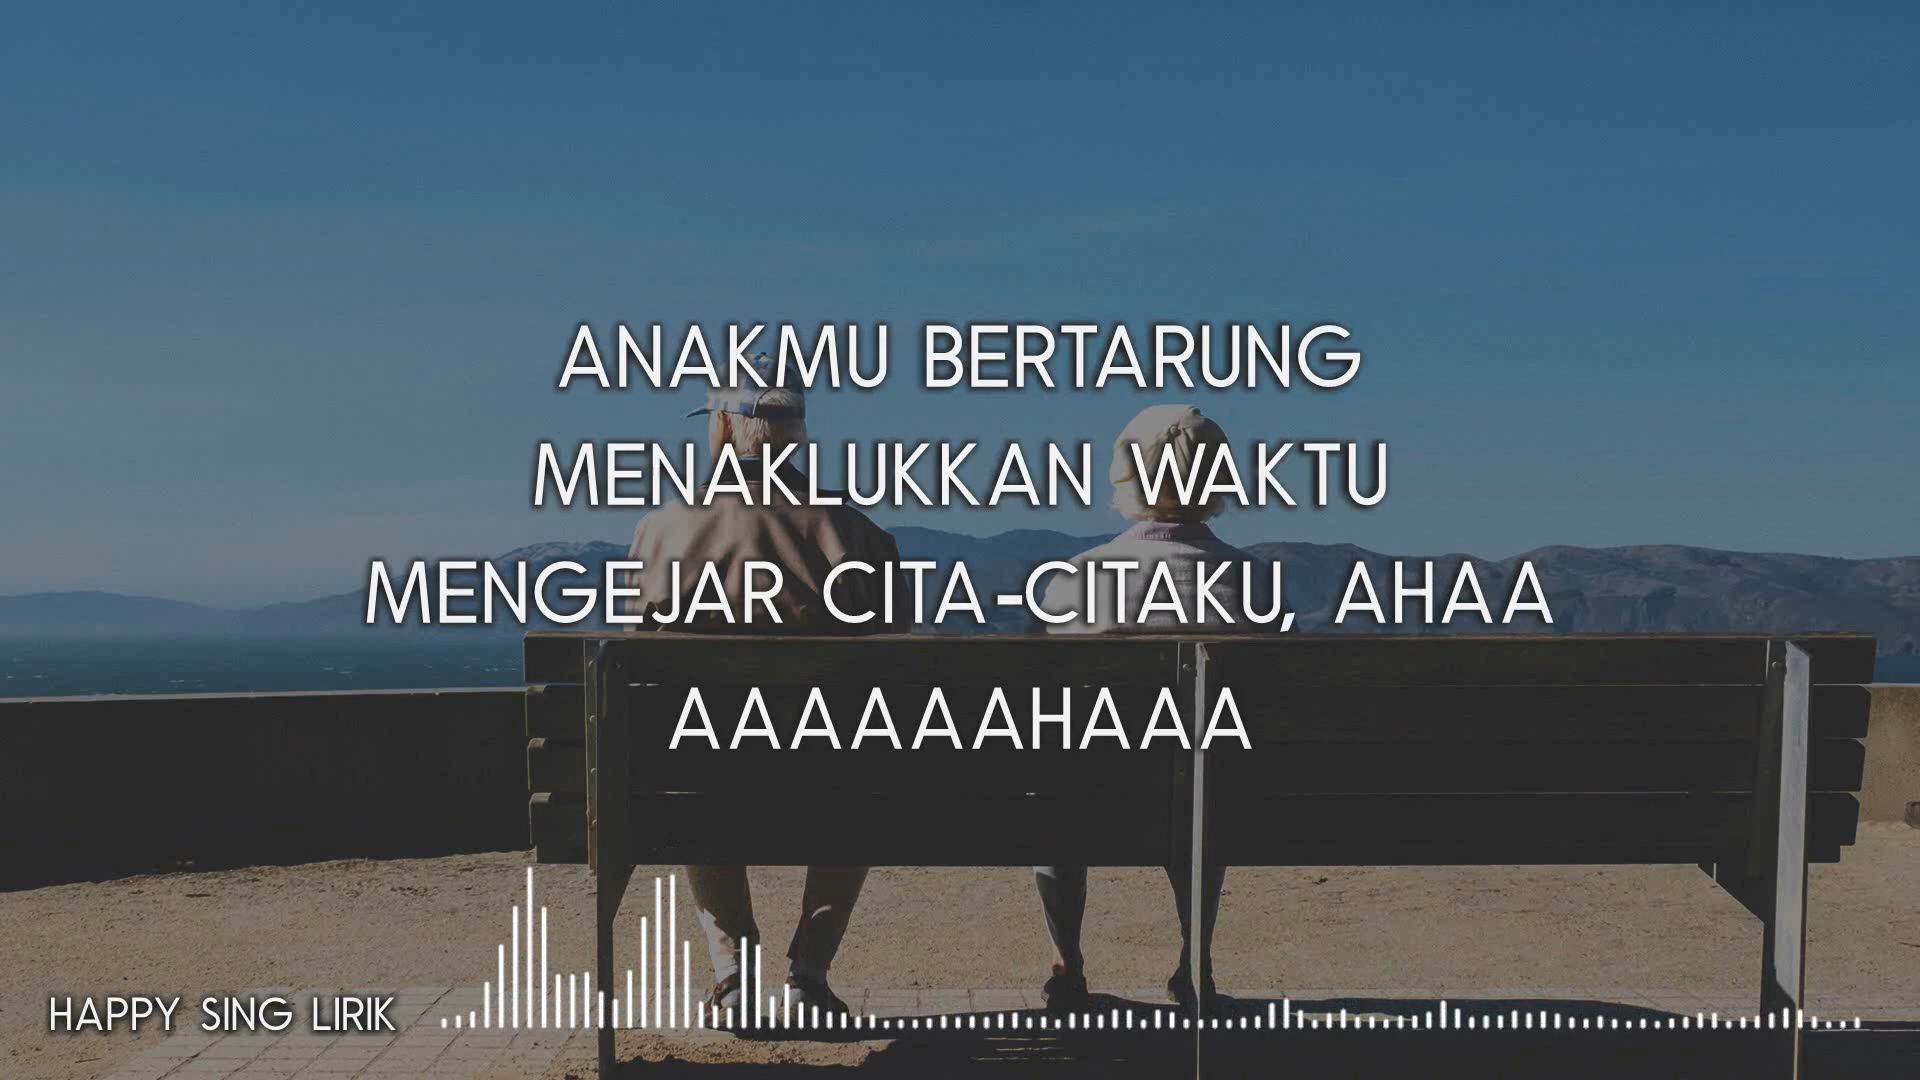 ANAKMU BERTARUNG
MENAKLUKKAN WAKTU
MENGEJAR CITA-CITAKU, AHAA
AAAAAAHAAA
HAPPY SING LIRIK